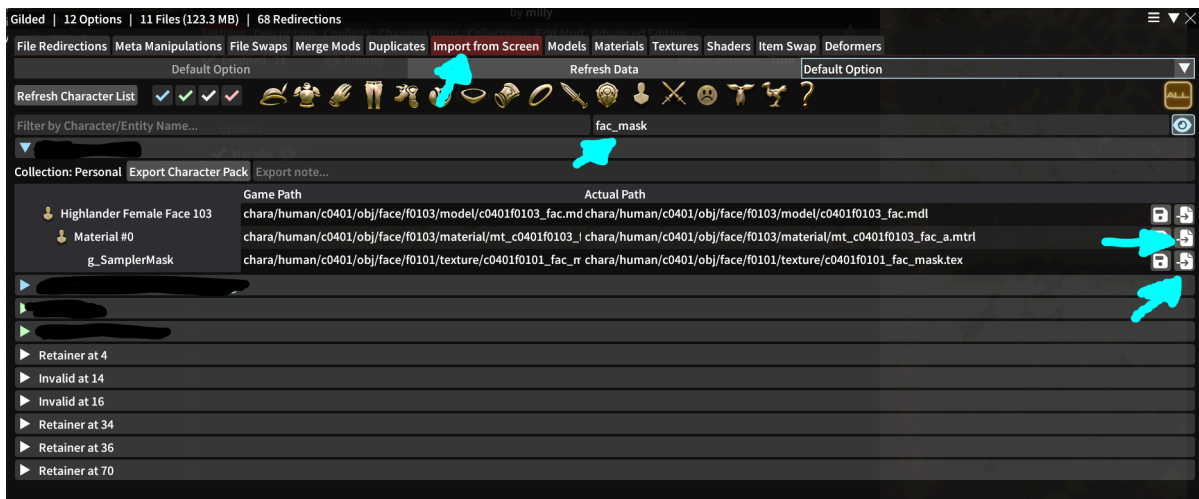 by milly
Gilded | 12 Options | 11 Files (123.3 MB) | 68 Redirections
File Redirections Meta Manipulations File Swaps Merge Mods Duplicates Import from Screen Models Materials Textures Shaders Item Swap Deformers
Default Option Refresh Data Default Option
Refresh Character List ALL
Filter by Character/Entity Name... fac_mask
Collection: Personal Export Character Pack Export note...
Game Path Actual Path
Highlander Female Face 103 chara/human/c0401/obj/face/f0103/model/c0401f0103_fac.md chara/human/c0401/obj/face/f0103/model/c0401f0103_fac.mdl
Material #0 chara/human/c0401/obj/face/f0103/material/mt_c0401f0103_f chara/human/c0401/obj/face/f0103/material/mt_c0401f0103_fac_a.mtrl
g_SamplerMask chara/human/c0401/obj/face/f0101/texture/c0401f0101_fac_m chara/human/c0401/obj/face/f0101/texture/c0401f0101_fac_mask.tex
Retainer at 4
Invalid at 14
Invalid at 16
Retainer at 34
Retainer at 36
Retainer at 70